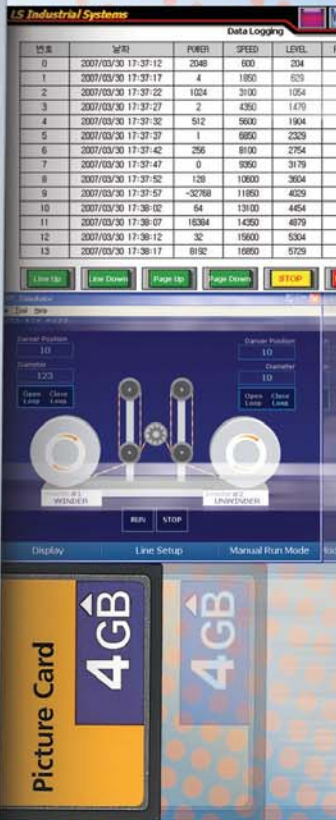 LS Industrial Systems
Data Logging
번호 날짜 POWER SPEED LEVEL
0 2007/03/30 17:37:12 2048 600 204
1 2007/03/30 17:37:17 4 1850 629
2 2007/03/30 17:37:22 1024 3100 1054
3 2007/03/30 17:37:27 2 4350 1479
4 2007/03/30 17:37:32 512 5600 1904
5 2007/03/30 17:37:37 1 6850 2329
6 2007/03/30 17:37:42 256 8100 2754
7 2007/03/30 17:37:47 0 9350 3179
8 2007/03/30 17:37:52 128 10600 3604
9 2007/03/30 17:37:57 -32768 11850 4029
10 2007/03/30 17:38:02 64 13100 4454
11 2007/03/30 17:38:07 16384 14350 4879
12 2007/03/30 17:38:12 32 15600 5304
13 2007/03/30 17:38:17 8192 16850 5729
Line Up Line Down Page Up Page Down STOP
Dancer Position Dancer Position
10 10
Diameter Diameter
123 10
Open Close Open Close
Loop Loop Loop Loop
#1 #2
WINDER UNWINDER
RUN STOP
Display Line Setup Manual Run Mode
Picture Card
4GB
4GB